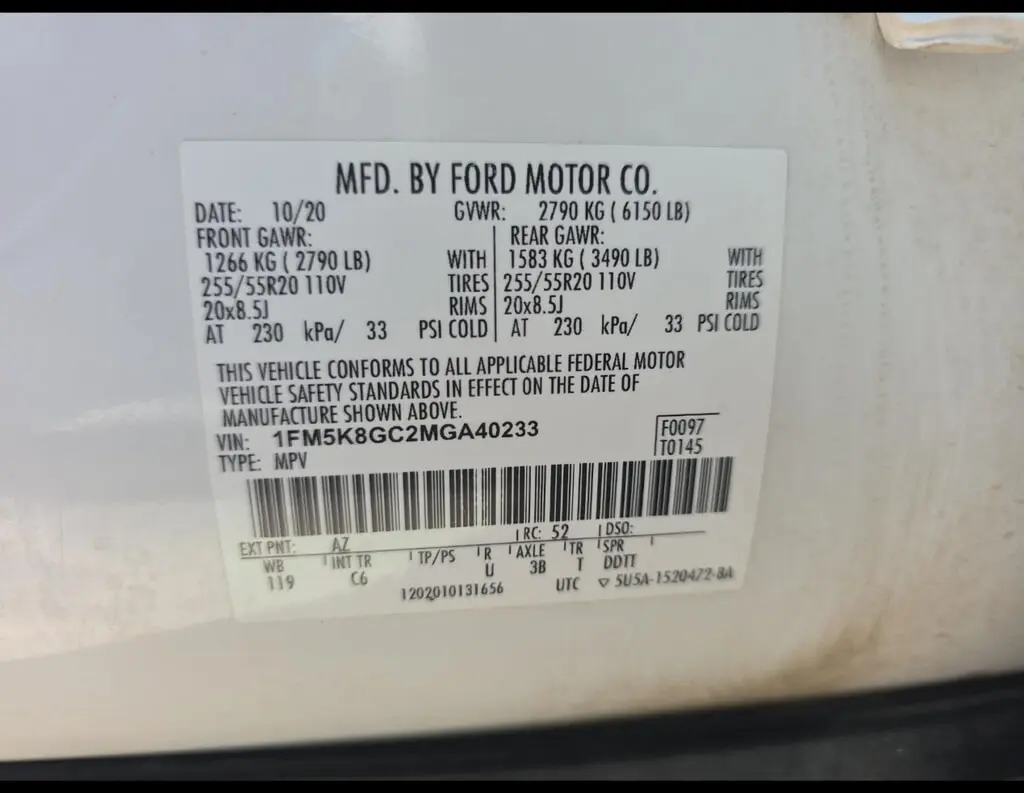 MFD. BY FORD MOTOR CO.
DATE: 10/20 GVWR: 2790 KG ( 6150 LB)
FRONT GAWR: REAR GAWR:
1266 KG ( 2790 LB) WITH 1583 KG ( 3490 LB) WITH
255/55R20 110V TIRES 255/55R20 110V TIRES
20x8.5J RIMS 20x8.5J RIMS
AT 230 kPa/ 33 PSI COLD AT 230 kPa/ 33 PSI COLD
THIS VEHICLE CONFORMS TO ALL APPLICABLE FEDERAL MOTOR
VEHICLE SAFETY STANDARDS IN EFFECT ON THE DATE OF
MANUFACTURE SHOWN ABOVE.
VIN: 1FM5K8GC2MGA40233 F0097
TYPE: MPV T0145
EXT PNT: AZ RC: 52 DSO:
WB INT TR TP/PS R AXLE TR SPR
119 C6 U 3B T DDTT
1202010131656 UTC ▽ 5U5A-1520472-BA